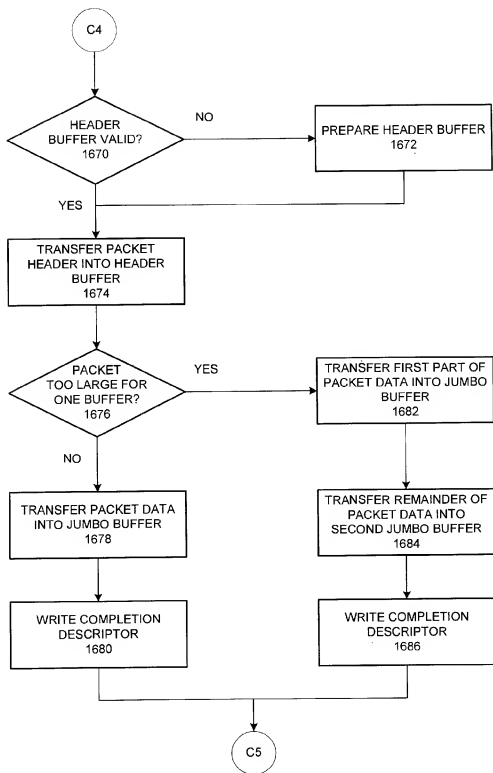 C4
HEADER
BUFFER VALID?
1670
NO
PREPARE HEADER BUFFER
1672
YES
TRANSFER PACKET
HEADER INTO HEADER
BUFFER
1674
PACKET
TOO LARGE FOR
ONE BUFFER?
1676
YES
TRANSFER FIRST PART OF
PACKET DATA INTO JUMBO
BUFFER
1682
NO
TRANSFER PACKET DATA
INTO JUMBO BUFFER
1678
TRANSFER REMAINDER OF
PACKET DATA INTO
SECOND JUMBO BUFFER
1684
WRITE COMPLETION
DESCRIPTOR
1680
WRITE COMPLETION
DESCRIPTOR
1686
C5